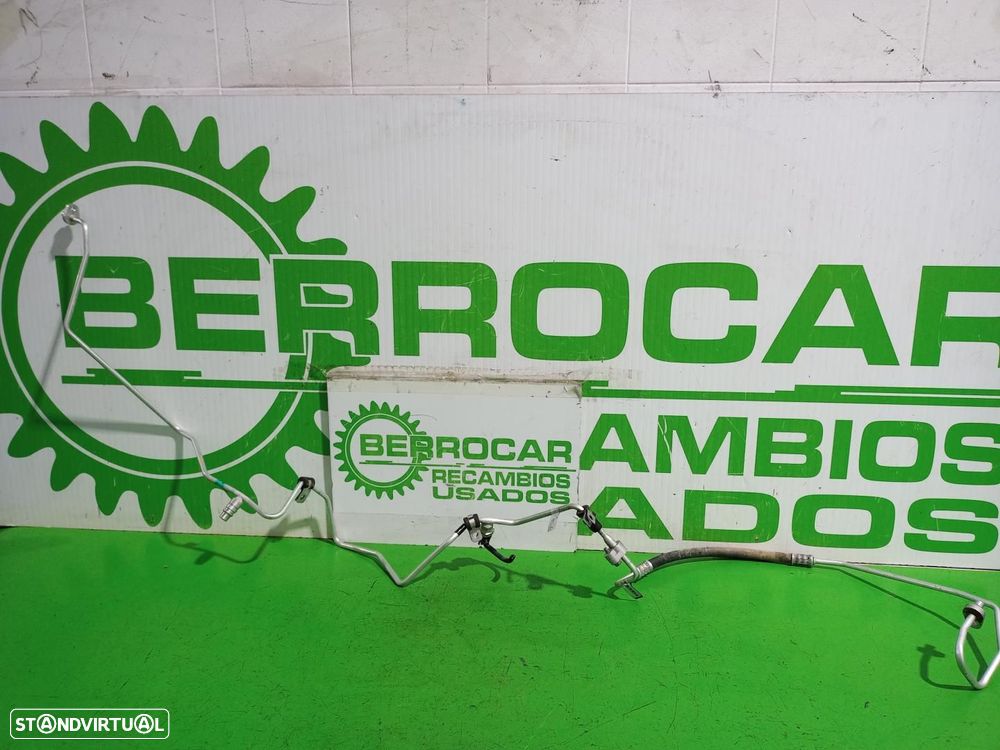 BERROCAR
AMBIOS
ADOS
BERROCAR
RECAMBIOS
USADOS
STANDVIRTUAL